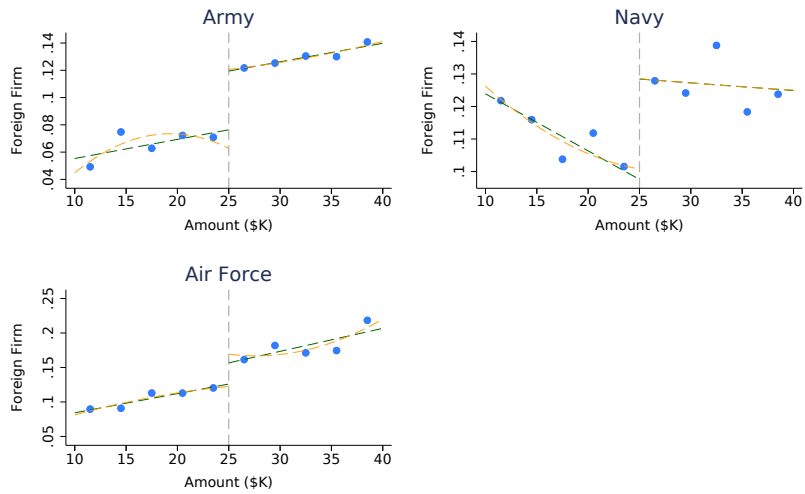 Army
Foreign Firm
.04 .06 .08 .1 .12 .14
10 15 20 25 30 35 40
Amount ($K)
Navy
Foreign Firm
.1 .11 .12 .13 .14
10 15 20 25 30 35 40
Amount ($K)
Air Force
Foreign Firm
.05 .1 .15 .2 .25
10 15 20 25 30 35 40
Amount ($K)